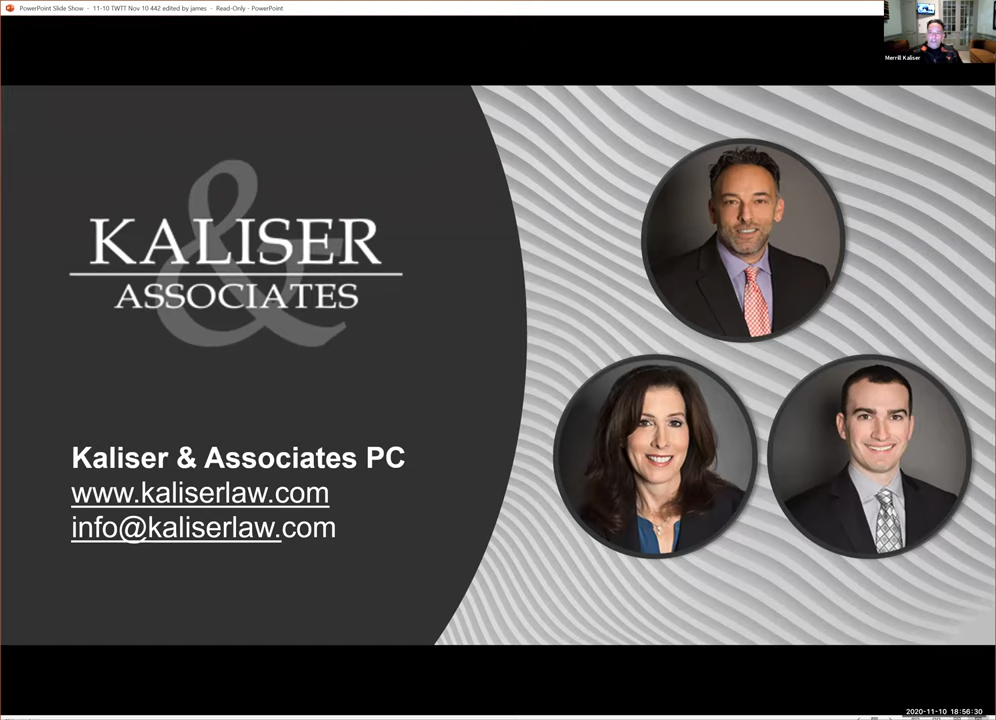 PowerPoint Slide Show - 11-10 TWTT Nov 10 442 edited by james - Read-Only - PowerPoint
Merrill Kaliser
&
KALISER
ASSOCIATES
Kaliser & Associates PC
www.kaliserlaw.com
info@kaliserlaw.com
2020-11-10 18:56:30